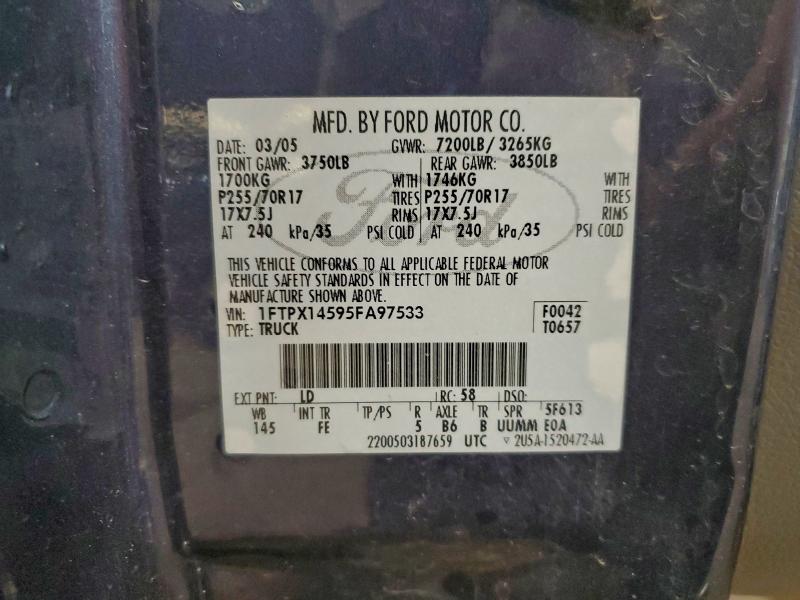 MFD. BY FORD MOTOR CO.
DATE: 03/05 GVWR: 7200LB/ 3265KG
FRONT GAWR: 3750LB REAR GAWR: 3850LB
1700KG WITH 1746KG WITH
P255/70R17 TIRES P255/70R17 TIRES
17X7.5J RIMS 17X7.5J RIMS
AT 240 kPa/35 PSI COLD AT 240 kPa/35 PSI COLD
Ford
THIS VEHICLE CONFORMS TO ALL APPLICABLE FEDERAL MOTOR
VEHICLE SAFETY STANDARDS IN EFFECT ON THE DATE OF
MANUFACTURE SHOWN ABOVE.
VIN: 1FTPX14595FA97533 F0042
TYPE: TRUCK T0657
EXT PNT: LD RC: 58 DSO:
WB INT TR TP/PS R AXLE TR SPR 5F613
145 FE 5 B6 B UUMM E0A
2200503187659 UTC ▽ 2U5A-1520472-AA